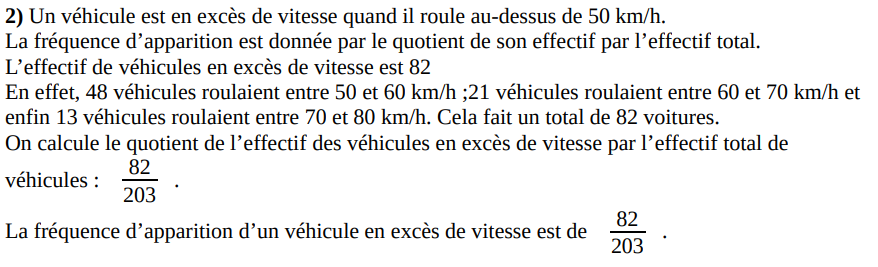 2) Un véhicule est en excès de vitesse quand il roule au-dessus de 50 km/h.
La fréquence d’apparition est donnée par le quotient de son effectif par l’effectif total.
L’effectif de véhicules en excès de vitesse est 82
En effet, 48 véhicules roulaient entre 50 et 60 km/h ;21 véhicules roulaient entre 60 et 70 km/h et
enfin 13 véhicules roulaient entre 70 et 80 km/h. Cela fait un total de 82 voitures.
On calcule le quotient de l’effectif des véhicules en excès de vitesse par l’effectif total de
véhicules : 82/203 .
La fréquence d’apparition d’un véhicule en excès de vitesse est de 82/203 .